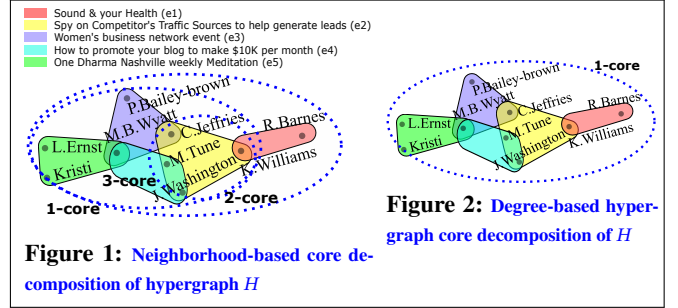 Sound & your Health (e1)
Spy on Competitor's Traffic Sources to help generate leads (e2)
Women's business network event (e3)
How to promote your blog to make $10K per month (e4)
One Dharma Nashville weekly Meditation (e5)
P.Bailey-brown
M.B.Wyatt
C.Jeffries
R.Barnes
L.Ernst
M.Tune
Kristi
J.Washington
K.Williams
3-core
2-core
1-core
Figure 1: Neighborhood-based core de-
composition of hypergraph H
1-core
P.Bailey-brown
M.B.Wyatt
C.Jeffries
R.Barnes
L.Ernst
M.Tune
Kristi
J.Washington
K.Williams
Figure 2: Degree-based hyper-
graph core decomposition of H